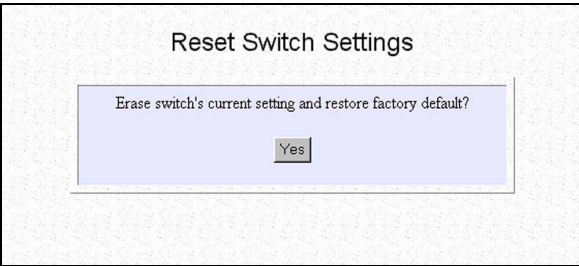 Reset Switch Settings
Erase switch's current setting and restore factory default?
Yes